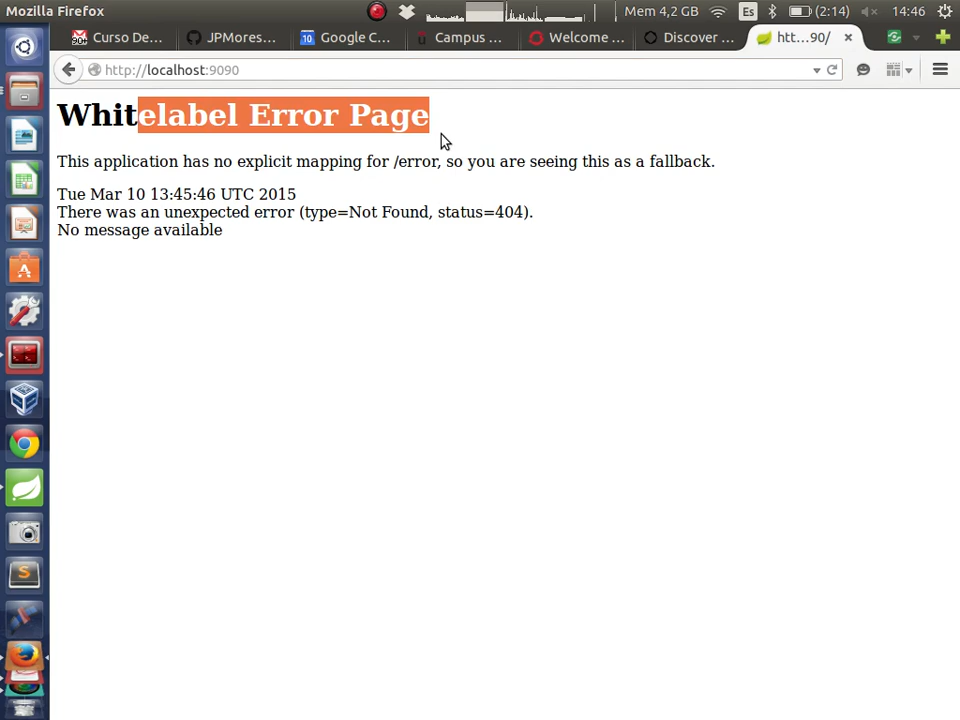 Mozilla Firefox
Mem 4,2 GB
Es
(2:14)
14:46
90+
Curso De...
JPMores...
10
Google C...
u
Campus ...
Welcome ...
Discover ...
htt...90/
http://localhost:9090
Whitelabel Error Page
This application has no explicit mapping for /error, so you are seeing this as a fallback.
Tue Mar 10 13:45:46 UTC 2015
There was an unexpected error (type=Not Found, status=404).
No message available
S